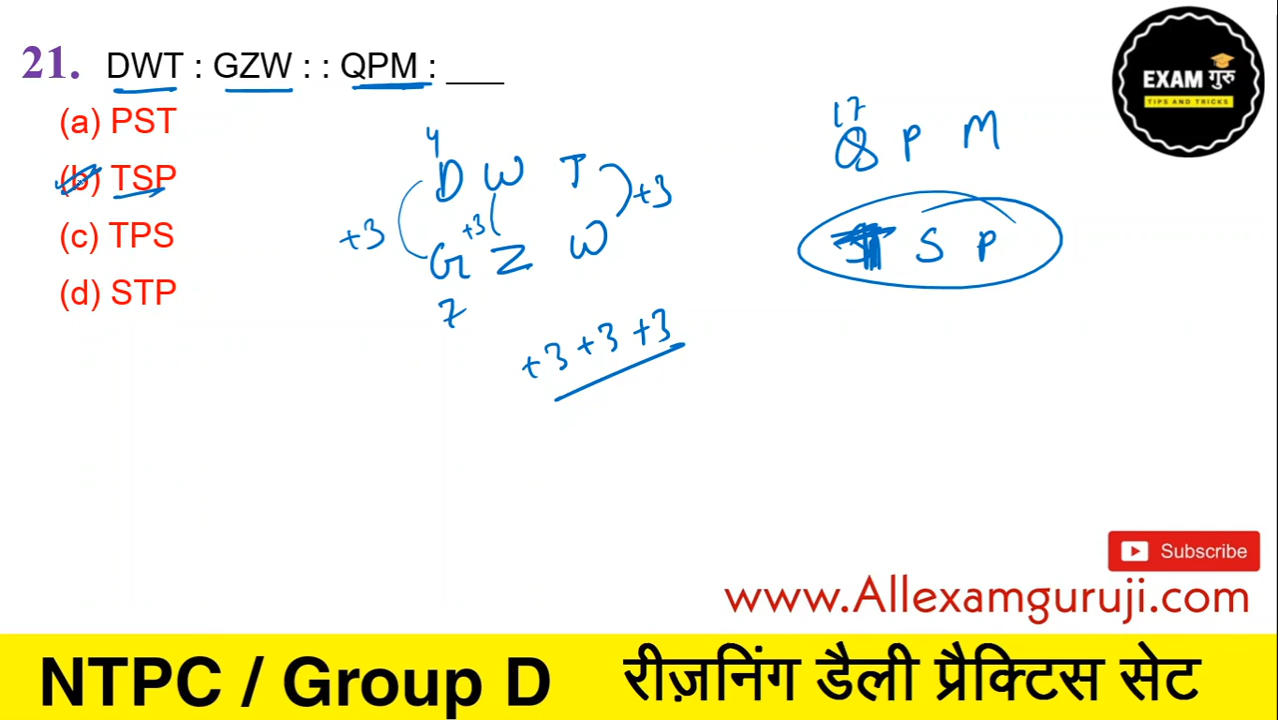 21. DWT : GZW : : QPM : ___
(a) PST
(b) TSP
(c) TPS
(d) STP
4
D W T
+3 +3 +3
G Z W
7
+3 +3 +3
17
Q P M
S P
EXAM गुरु
TIPS AND TRICKS
Subscribe
www.Allexamguruji.com
NTPC / Group D रीज़निंग डैली प्रैक्टिस सेट